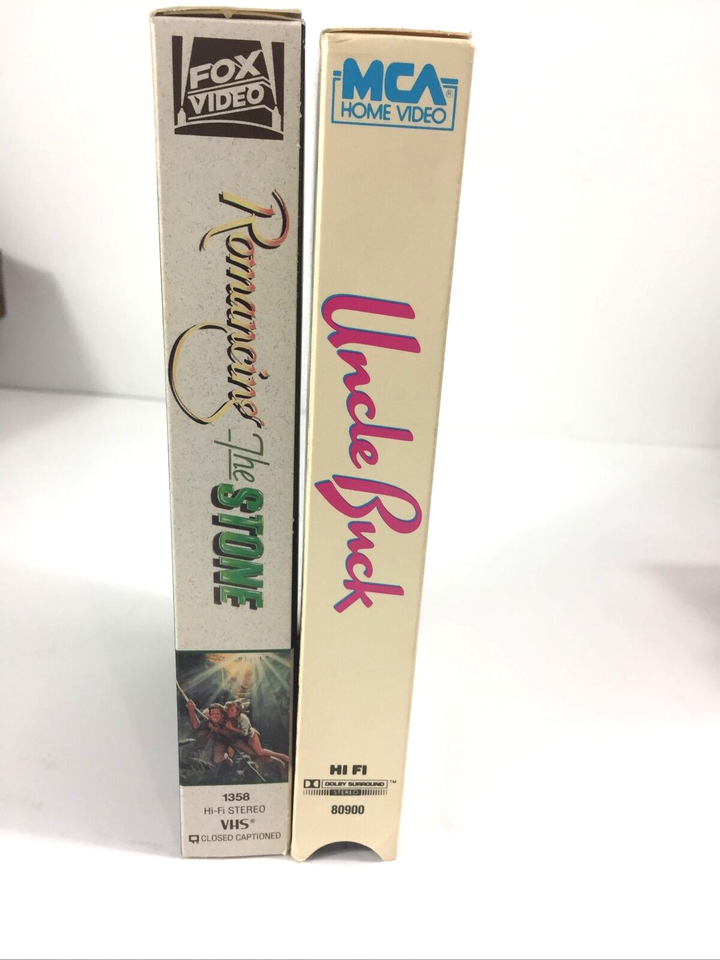 FOX
VIDEO
Romancing The STONE
1358
Hi-Fi STEREO
VHS®
CLOSED CAPTIONED
MCA®
HOME VIDEO
Uncle Buck
HI FI
DOLBY SURROUND™
STEREO
80900